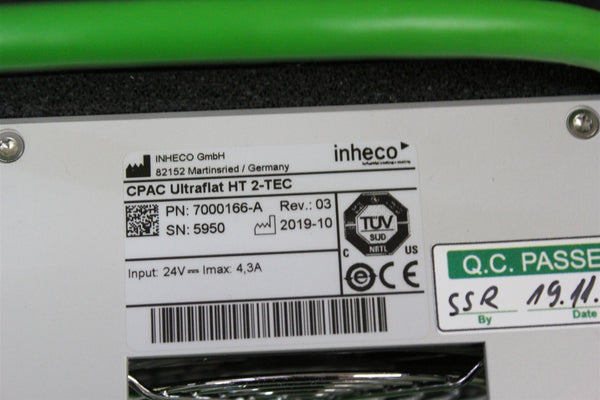 INHECO GmbH
82152 Martinsried / Germany
inheco
CPAC Ultraflat HT 2-TEC
PN: 7000166-A Rev.: 03
SN: 5950 2019-10
TÜV
SÜD
NRTL
C US
Input: 24V⎓ Imax: 4,3A
e CE
Q.C. PASSE
SSR 19.11.
By Date